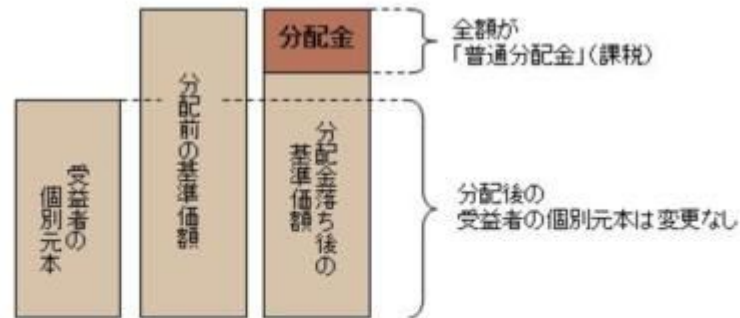 受益者の
個別元本
分配前の基準価額
分配金
分配金落ち後の
基準価額
全額が
「普通分配金」(課税)
分配後の
受益者の個別元本は変更なし